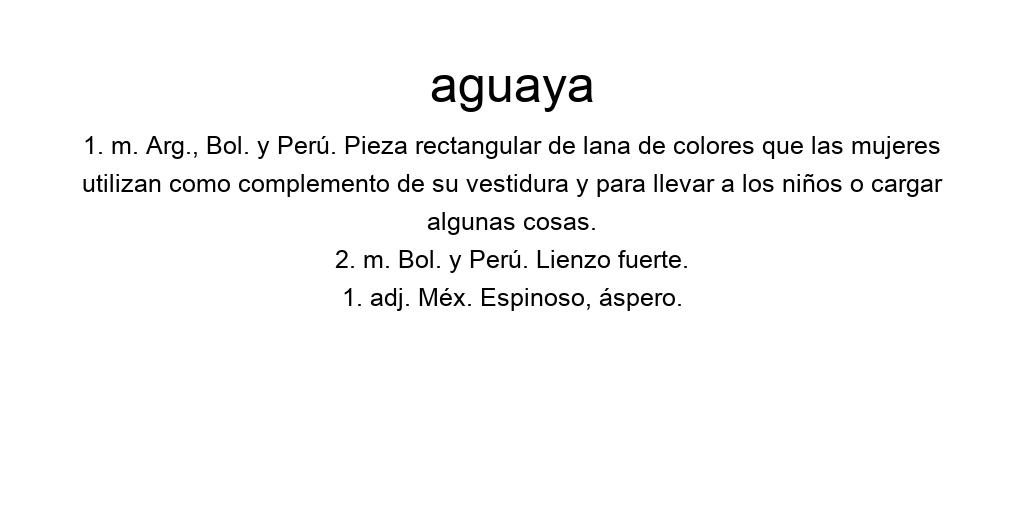 aguaya
1. m. Arg., Bol. y Perú. Pieza rectangular de lana de colores que las mujeres
utilizan como complemento de su vestidura y para llevar a los niños o cargar
algunas cosas.
2. m. Bol. y Perú. Lienzo fuerte.
1. adj. Méx. Espinoso, áspero.